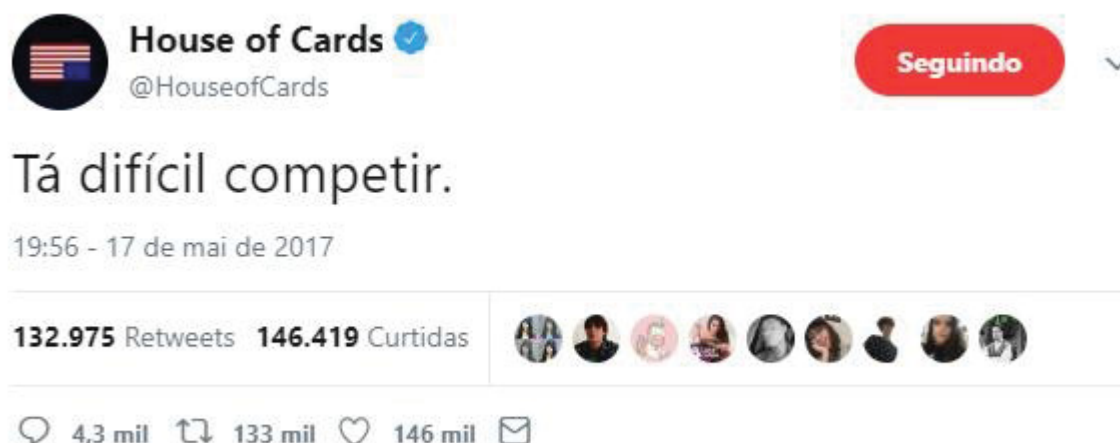 House of Cards
@HouseofCards
Seguindo
Tá difícil competir.
19:56 - 17 de mai de 2017
132.975 Retweets 146.419 Curtidas
4,3 mil 133 mil 146 mil